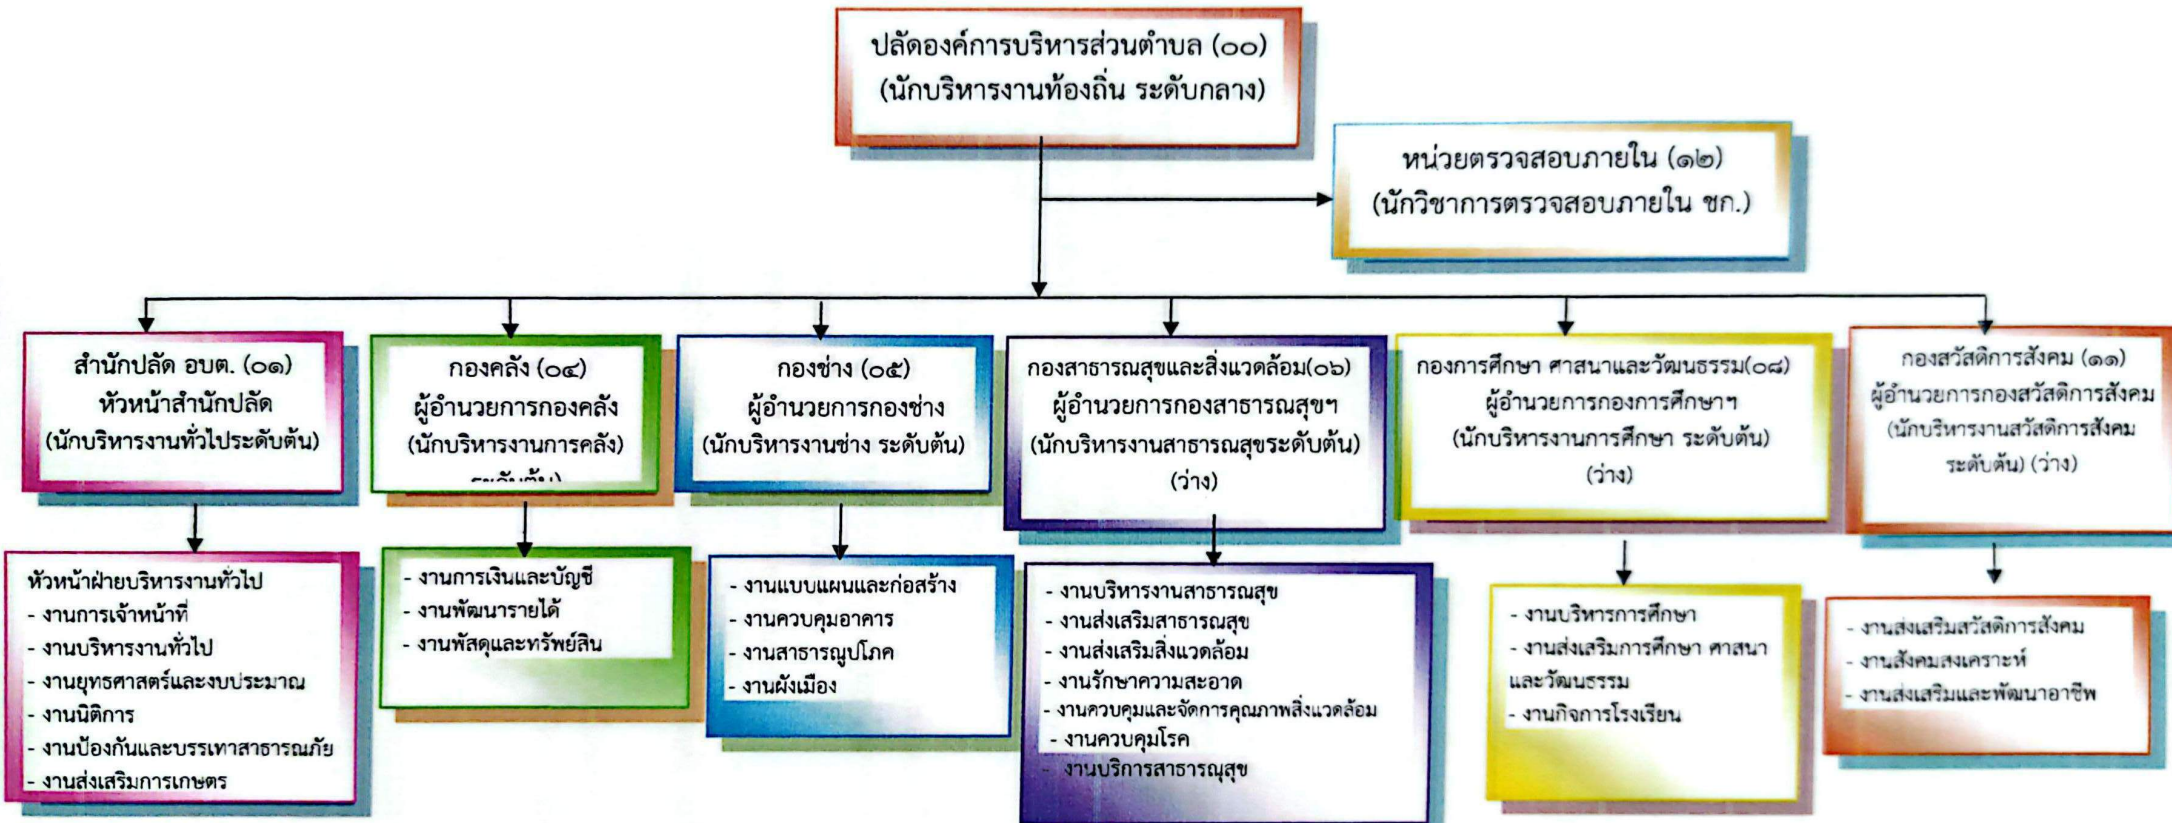 ปลัดองค์การบริหารส่วนตำบล (๐๐)
(นักบริหารงานท้องถิ่น ระดับกลาง)
หน่วยตรวจสอบภายใน (๑๒)
(นักวิชาการตรวจสอบภายใน ชก.)
สำนักปลัด อบต. (๐๑)
หัวหน้าสำนักปลัด
(นักบริหารงานทั่วไประดับต้น)
กองคลัง (๐๔)
ผู้อำนวยการกองคลัง
(นักบริหารงานการคลัง)
ระดับต้น)
กองช่าง (๐๕)
ผู้อำนวยการกองช่าง
(นักบริหารงานช่าง ระดับต้น)
กองสาธารณสุขและสิ่งแวดล้อม(๐๖)
ผู้อำนวยการกองสาธารณสุขฯ
(นักบริหารงานสาธารณสุขระดับต้น)
(ว่าง)
กองการศึกษา ศาสนาและวัฒนธรรม(๐๘)
ผู้อำนวยการกองการศึกษาฯ
(นักบริหารงานการศึกษา ระดับต้น)
(ว่าง)
กองสวัสดิการสังคม (๑๑)
ผู้อำนวยการกองสวัสดิการสังคม
(นักบริหารงานสวัสดิการสังคม
ระดับต้น) (ว่าง)
หัวหน้าฝ่ายบริหารงานทั่วไป
- งานการเจ้าหน้าที่
- งานบริหารงานทั่วไป
- งานยุทธศาสตร์และงบประมาณ
- งานนิติการ
- งานป้องกันและบรรเทาสาธารณภัย
- งานส่งเสริมการเกษตร
- งานการเงินและบัญชี
- งานพัฒนารายได้
- งานพัสดุและทรัพย์สิน
- งานแบบแผนและก่อสร้าง
- งานควบคุมอาคาร
- งานสาธารณูปโภค
- งานผังเมือง
- งานบริหารงานสาธารณสุข
- งานส่งเสริมสาธารณสุข
- งานส่งเสริมสิ่งแวดล้อม
- งานรักษาความสะอาด
- งานควบคุมและจัดการคุณภาพสิ่งแวดล้อม
- งานควบคุมโรค
- งานบริการสาธารณุสุข
- งานบริหารการศึกษา
- งานส่งเสริมการศึกษา ศาสนา
และวัฒนธรรม
- งานกิจการโรงเรียน
- งานส่งเสริมสวัสดิการสังคม
- งานสังคมสงเคราะห์
- งานส่งเสริมและพัฒนาอาชีพ